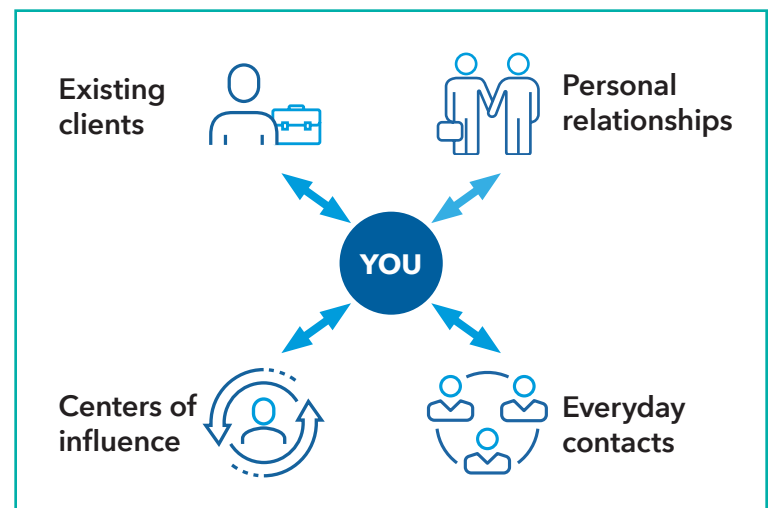 Existing
clients
Personal
relationships
YOU
Centers of
influence
Everyday
contacts